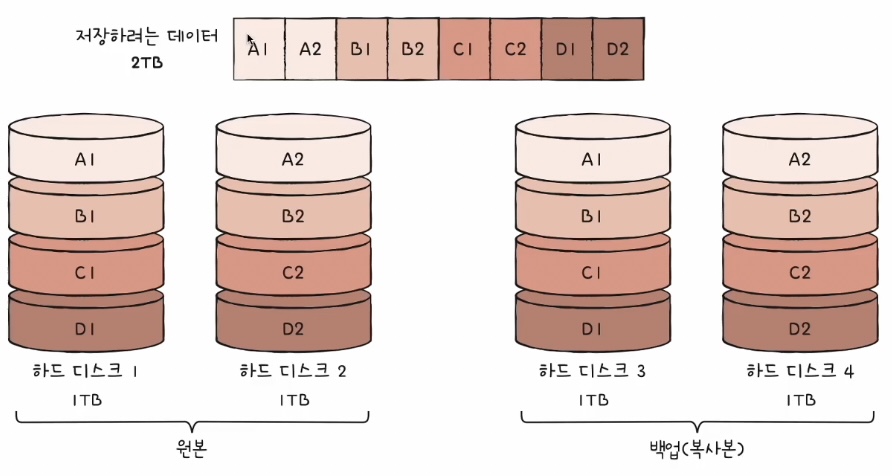 저장하려는 데이터
2TB
A1 A2 B1 B2 C1 C2 D1 D2
A1 A2 A1 A2
B1 B2 B1 B2
C1 C2 C1 C2
D1 D2 D1 D2
하드 디스크 1 하드 디스크 2 하드 디스크 3 하드 디스크 4
1TB 1TB 1TB 1TB
원본 백업(복사본)